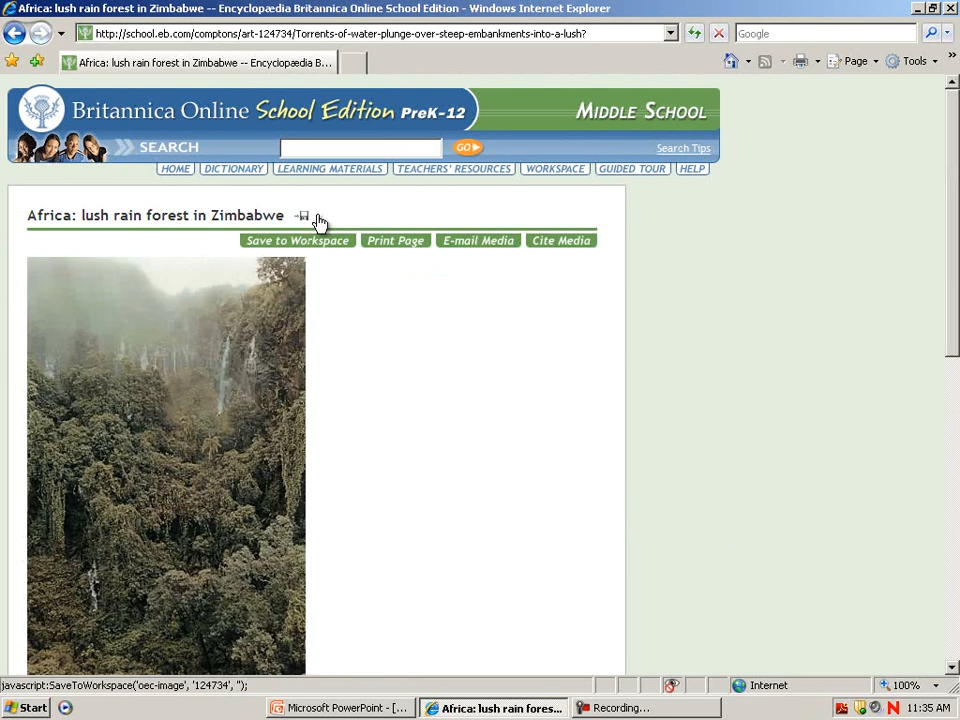 Africa: lush rain forest in Zimbabwe -- Encyclopædia Britannica Online School Edition - Windows Internet Explorer
http://school.eb.com/comptons/art-124734/Torrents-of-water-plunge-over-steep-embankments-into-a-lush?
Google
Africa: lush rain forest in Zimbabwe -- Encyclopædia B...
Page
Tools
Britannica Online School Edition PreK-12
MIDDLE SCHOOL
SEARCH
GO
Search Tips
HOME
DICTIONARY
LEARNING MATERIALS
TEACHERS' RESOURCES
WORKSPACE
GUIDED TOUR
HELP
Africa: lush rain forest in Zimbabwe
Save to Workspace
Print Page
E-mail Media
Cite Media
javascript:SaveToWorkspace('oec-image', '124734', '');
Internet
100%
Start
Microsoft PowerPoint - [...
Africa: lush rain fores...
Recording...
11:35 AM